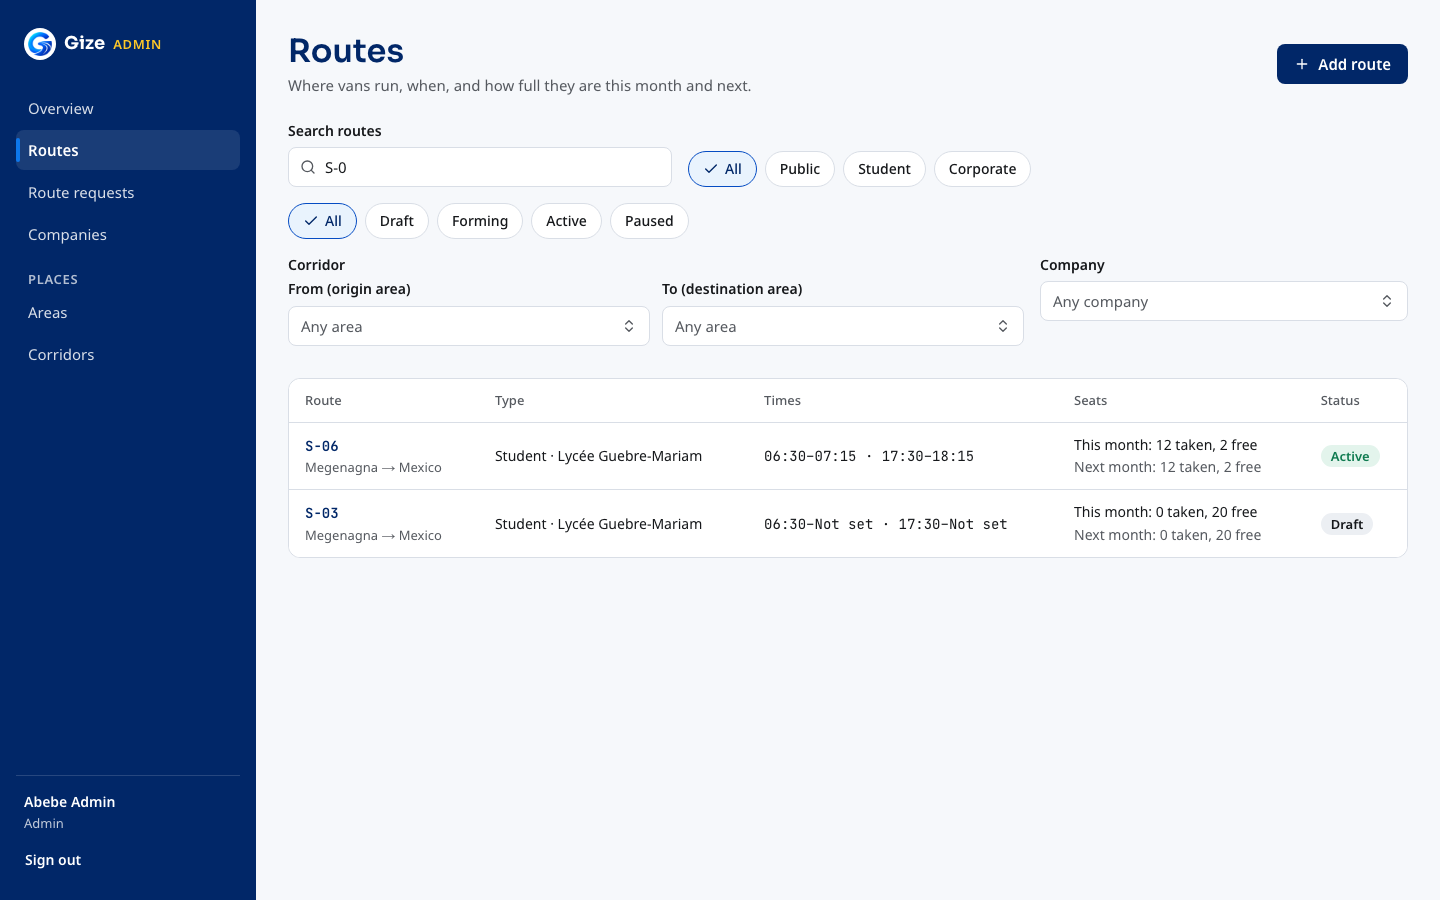 Gize ADMIN
Overview
Routes
Route requests
Companies
PLACES
Areas
Corridors
Abebe Admin
Admin
Sign out
Routes
Where vans run, when, and how full they are this month and next.
Add route
Search routes
S-0
All Public Student Corporate
All Draft Forming Active Paused
Corridor
From (origin area) To (destination area)
Any area Any area
Company
Any company
Route Type Times Seats Status
S-06
Megenagna → Mexico
Student · Lycée Guebre-Mariam
06:30–07:15 · 17:30–18:15
This month: 12 taken, 2 free
Next month: 12 taken, 2 free
Active
S-03
Megenagna → Mexico
Student · Lycée Guebre-Mariam
06:30–Not set · 17:30–Not set
This month: 0 taken, 20 free
Next month: 0 taken, 20 free
Draft